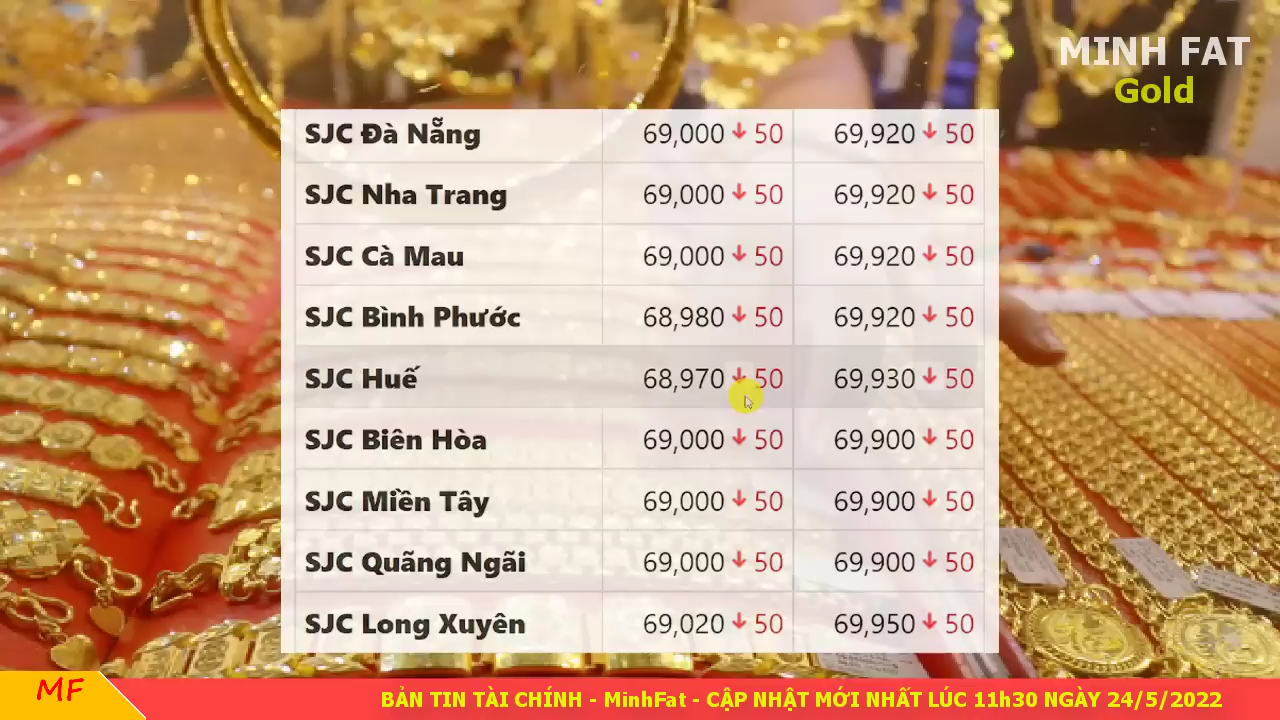 MINH FAT
Gold
SJC Đà Nẵng 69,000 ↓ 50 69,920 ↓ 50
SJC Nha Trang 69,000 ↓ 50 69,920 ↓ 50
SJC Cà Mau 69,000 ↓ 50 69,920 ↓ 50
SJC Bình Phước 68,980 ↓ 50 69,920 ↓ 50
SJC Huế 68,970 ↓ 50 69,930 ↓ 50
SJC Biên Hòa 69,000 ↓ 50 69,900 ↓ 50
SJC Miền Tây 69,000 ↓ 50 69,900 ↓ 50
SJC Quãng Ngãi 69,000 ↓ 50 69,900 ↓ 50
SJC Long Xuyên 69,020 ↓ 50 69,950 ↓ 50
MF
BẢN TIN TÀI CHÍNH - MinhFat - CẬP NHẬT MỚI NHẤT LÚC 11h30 NGÀY 24/5/2022